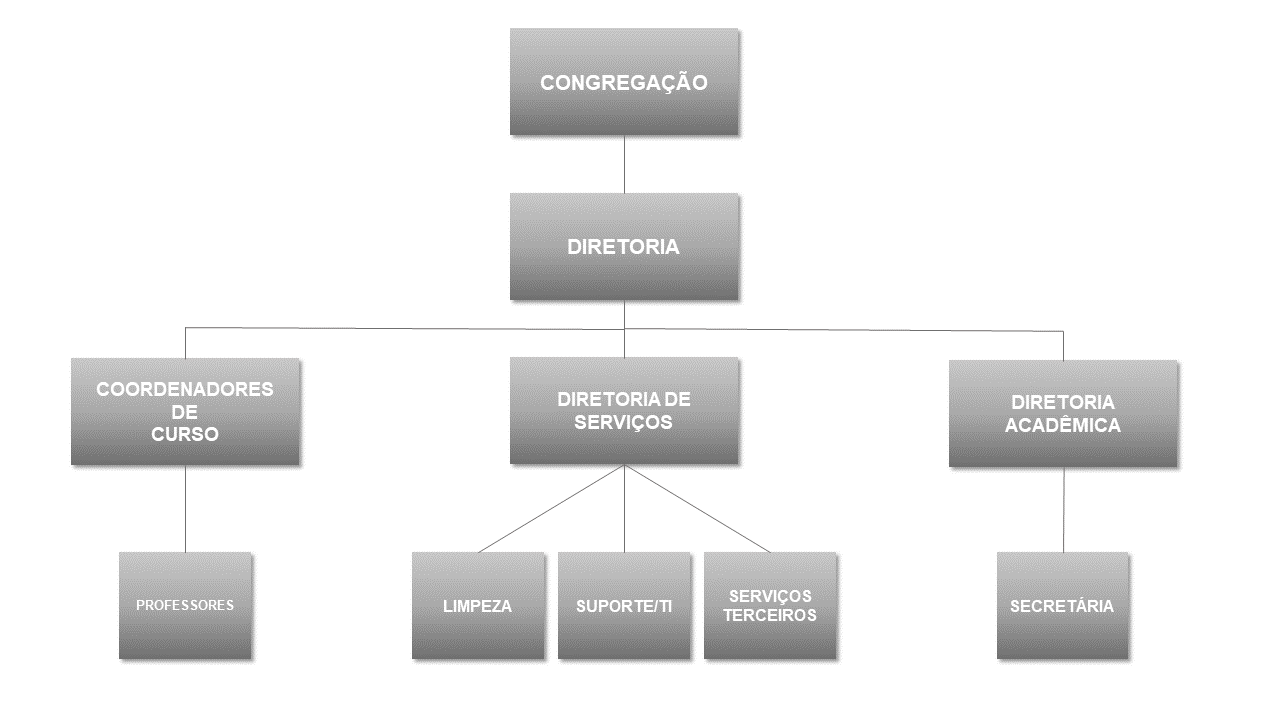 CONGREGAÇÃO
DIRETORIA
COORDENADORES
DE
CURSO
DIRETORIA DE
SERVIÇOS
DIRETORIA
ACADÊMICA
PROFESSORES
LIMPEZA
SUPORTE/TI
SERVIÇOS
TERCEIROS
SECRETÁRIA